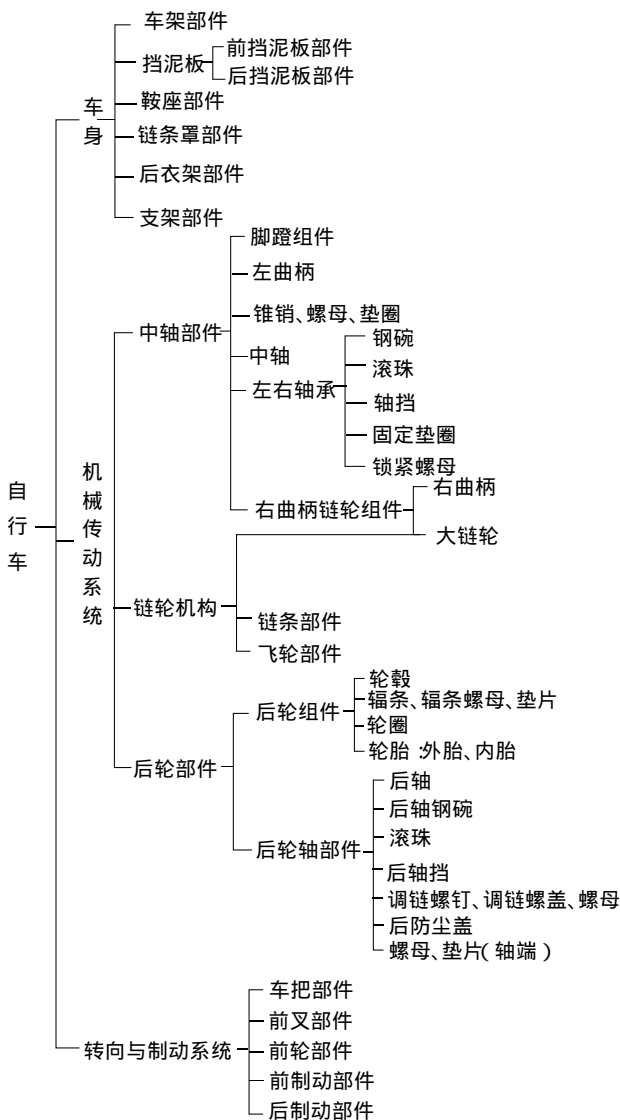 车架部件
前挡泥板部件
挡泥板
后挡泥板部件
鞍座部件
车身
链条罩部件
后衣架部件
支架部件
脚蹬组件
左曲柄
锥销、螺母、垫圈
中轴部件
钢碗
中轴
滚珠
左右轴承
轴挡
固定垫圈
锁紧螺母
右曲柄
自行车
机械传动系统
右曲柄链轮组件
大链轮
链轮机构
链条部件
飞轮部件
轮毂
后轮组件
辐条、辐条螺母、垫片
轮圈
轮胎:外胎、内胎
后轮部件
后轴
后轴钢碗
滚珠
后轮轴部件
后轴挡
调链螺钉、调链螺盖、螺母
后防尘盖
螺母、垫片(轴端)
车把部件
前叉部件
转向与制动系统
前轮部件
前制动部件
后制动部件